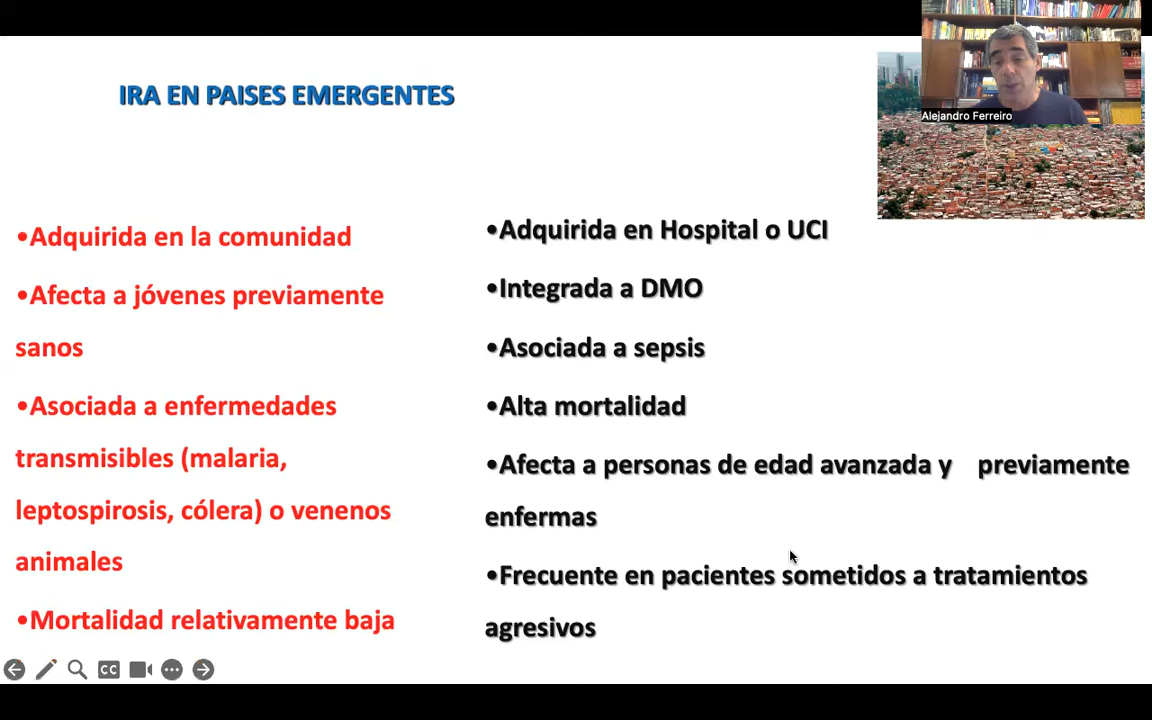 IRA EN PAISES EMERGENTES
Alejandro Ferreiro
•Adquirida en la comunidad
•Afecta a jóvenes previamente
sanos
•Asociada a enfermedades
transmisibles (malaria,
leptospirosis, cólera) o venenos
animales
•Mortalidad relativamente baja
•Adquirida en Hospital o UCI
•Integrada a DMO
•Asociada a sepsis
•Alta mortalidad
•Afecta a personas de edad avanzada y previamente
enfermas
•Frecuente en pacientes sometidos a tratamientos
agresivos
CC